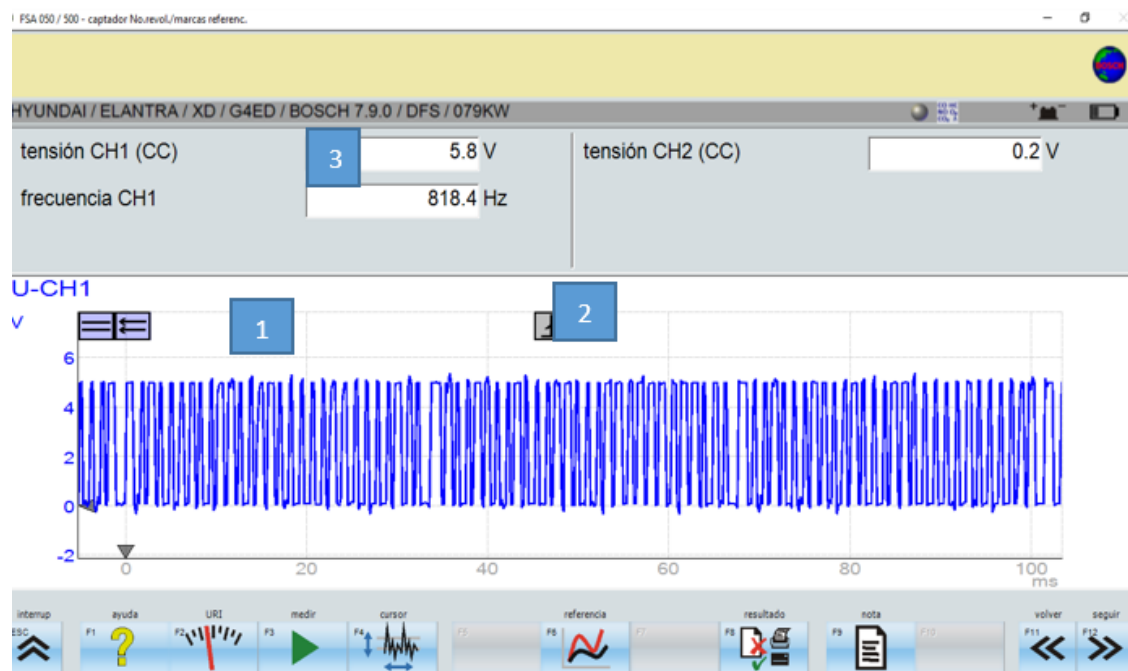 FSA 050 / 500 - captador No.revol./marcas referenc.
BOSCH
HYUNDAI / ELANTRA / XD / G4ED / BOSCH 7.9.0 / DFS / 079KW
tensión CH1 (CC) 3 5.8 V tensión CH2 (CC) 0.2 V
frecuencia CH1 818.4 Hz
U-CH1
V
1 2
6
4
2
0
-2
0 20 40 60 80 100
ms
interrup ayuda URI medir cursor referencia resultado nota volver seguir
ESC F1 F2 F3 F4 F5 F6 F7 F8 F9 F10 F11 F12